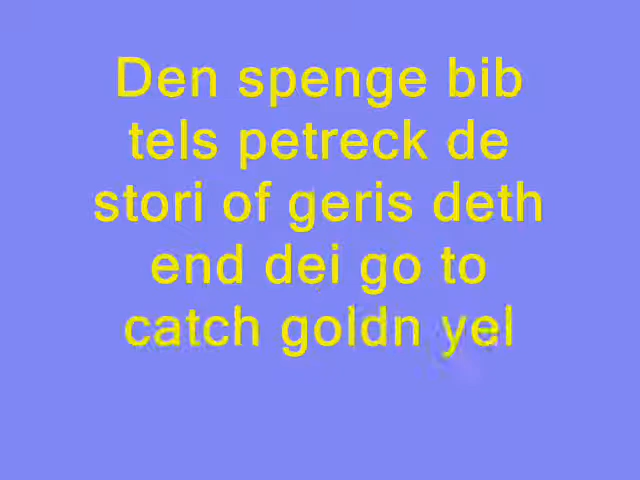 Den spenge bib
tels petreck de
stori of geris deth
end dei go to
catch goldn yel